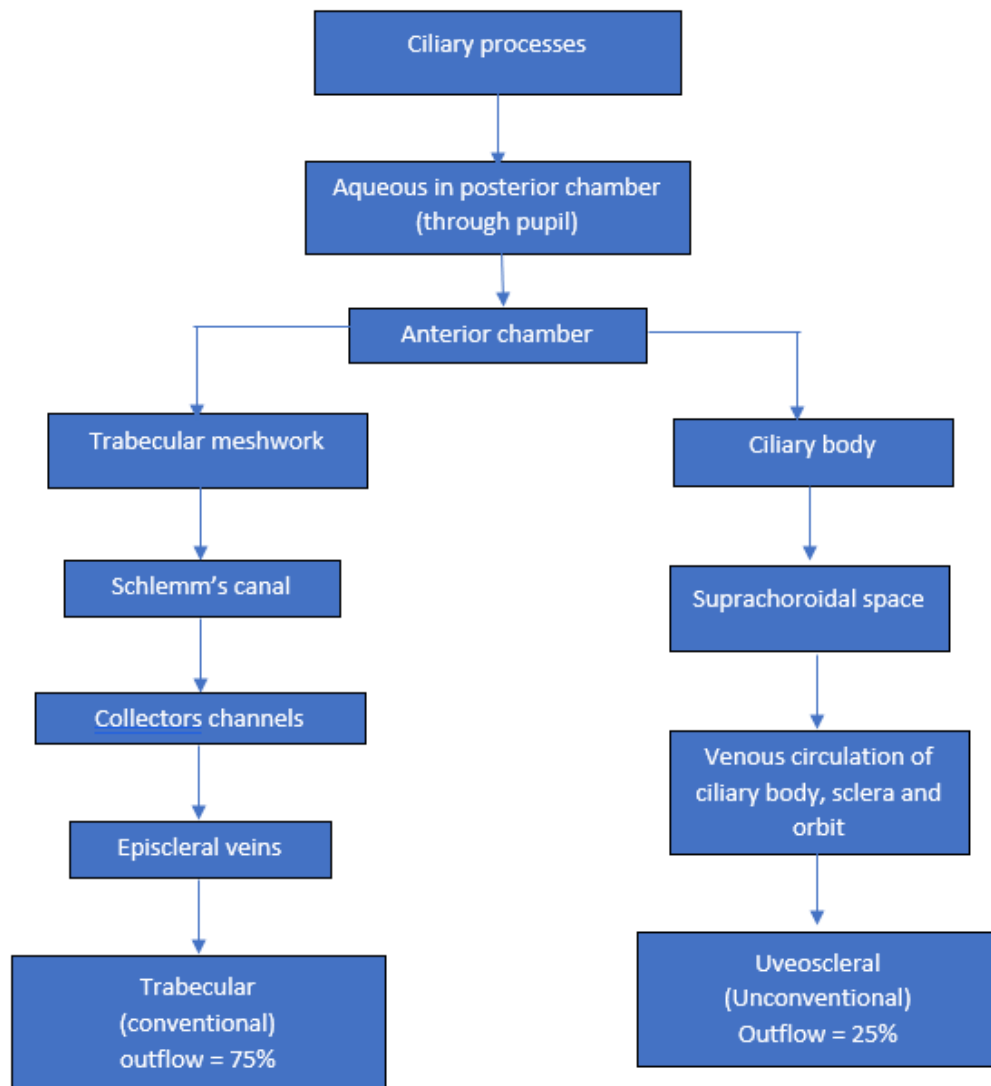 Ciliary processes
Aqueous in posterior chamber
(through pupil)
Anterior chamber
Trabecular meshwork
Schlemm’s canal
Collectors channels
Episcleral veins
Trabecular
(conventional)
outflow = 75%
Ciliary body
Suprachoroidal space
Venous circulation of
ciliary body, sclera and
orbit
Uveoscleral
(Unconventional)
Outflow = 25%